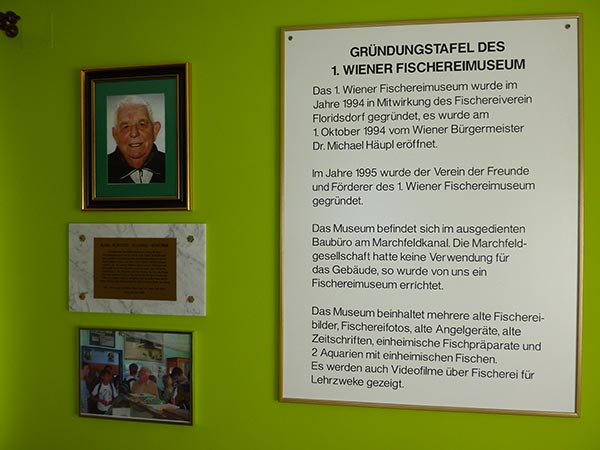 GRÜNDUNGSTAFEL DES
1. WIENER FISCHEREIMUSEUM
Das 1. Wiener Fischereimuseum wurde im
Jahre 1994 in Mitwirkung des Fischereiverein
Floridsdorf gegründet, es wurde am
1. Oktober 1994 vom Wiener Bürgermeister
Dr. Michael Häupl eröffnet.
Im Jahre 1995 wurde der Verein der Freunde
und Förderer des 1. Wiener Fischereimuseum
gegründet.
Das Museum befindet sich im ausgedienten
Baubüro am Marchfeldkanal. Die Marchfeld-
gesellschaft hatte keine Verwendung für
das Gebäude, so wurde von uns ein
Fischereimuseum errichtet.
Das Museum beinhaltet mehrere alte Fischerei-
bilder, Fischereifotos, alte Angelgeräte, alte
Zeitschriften, einheimische Fischpräparate und
2 Aquarien mit einheimischen Fischen.
Es werden auch Videofilme über Fischerei für
Lehrzweke gezeigt.